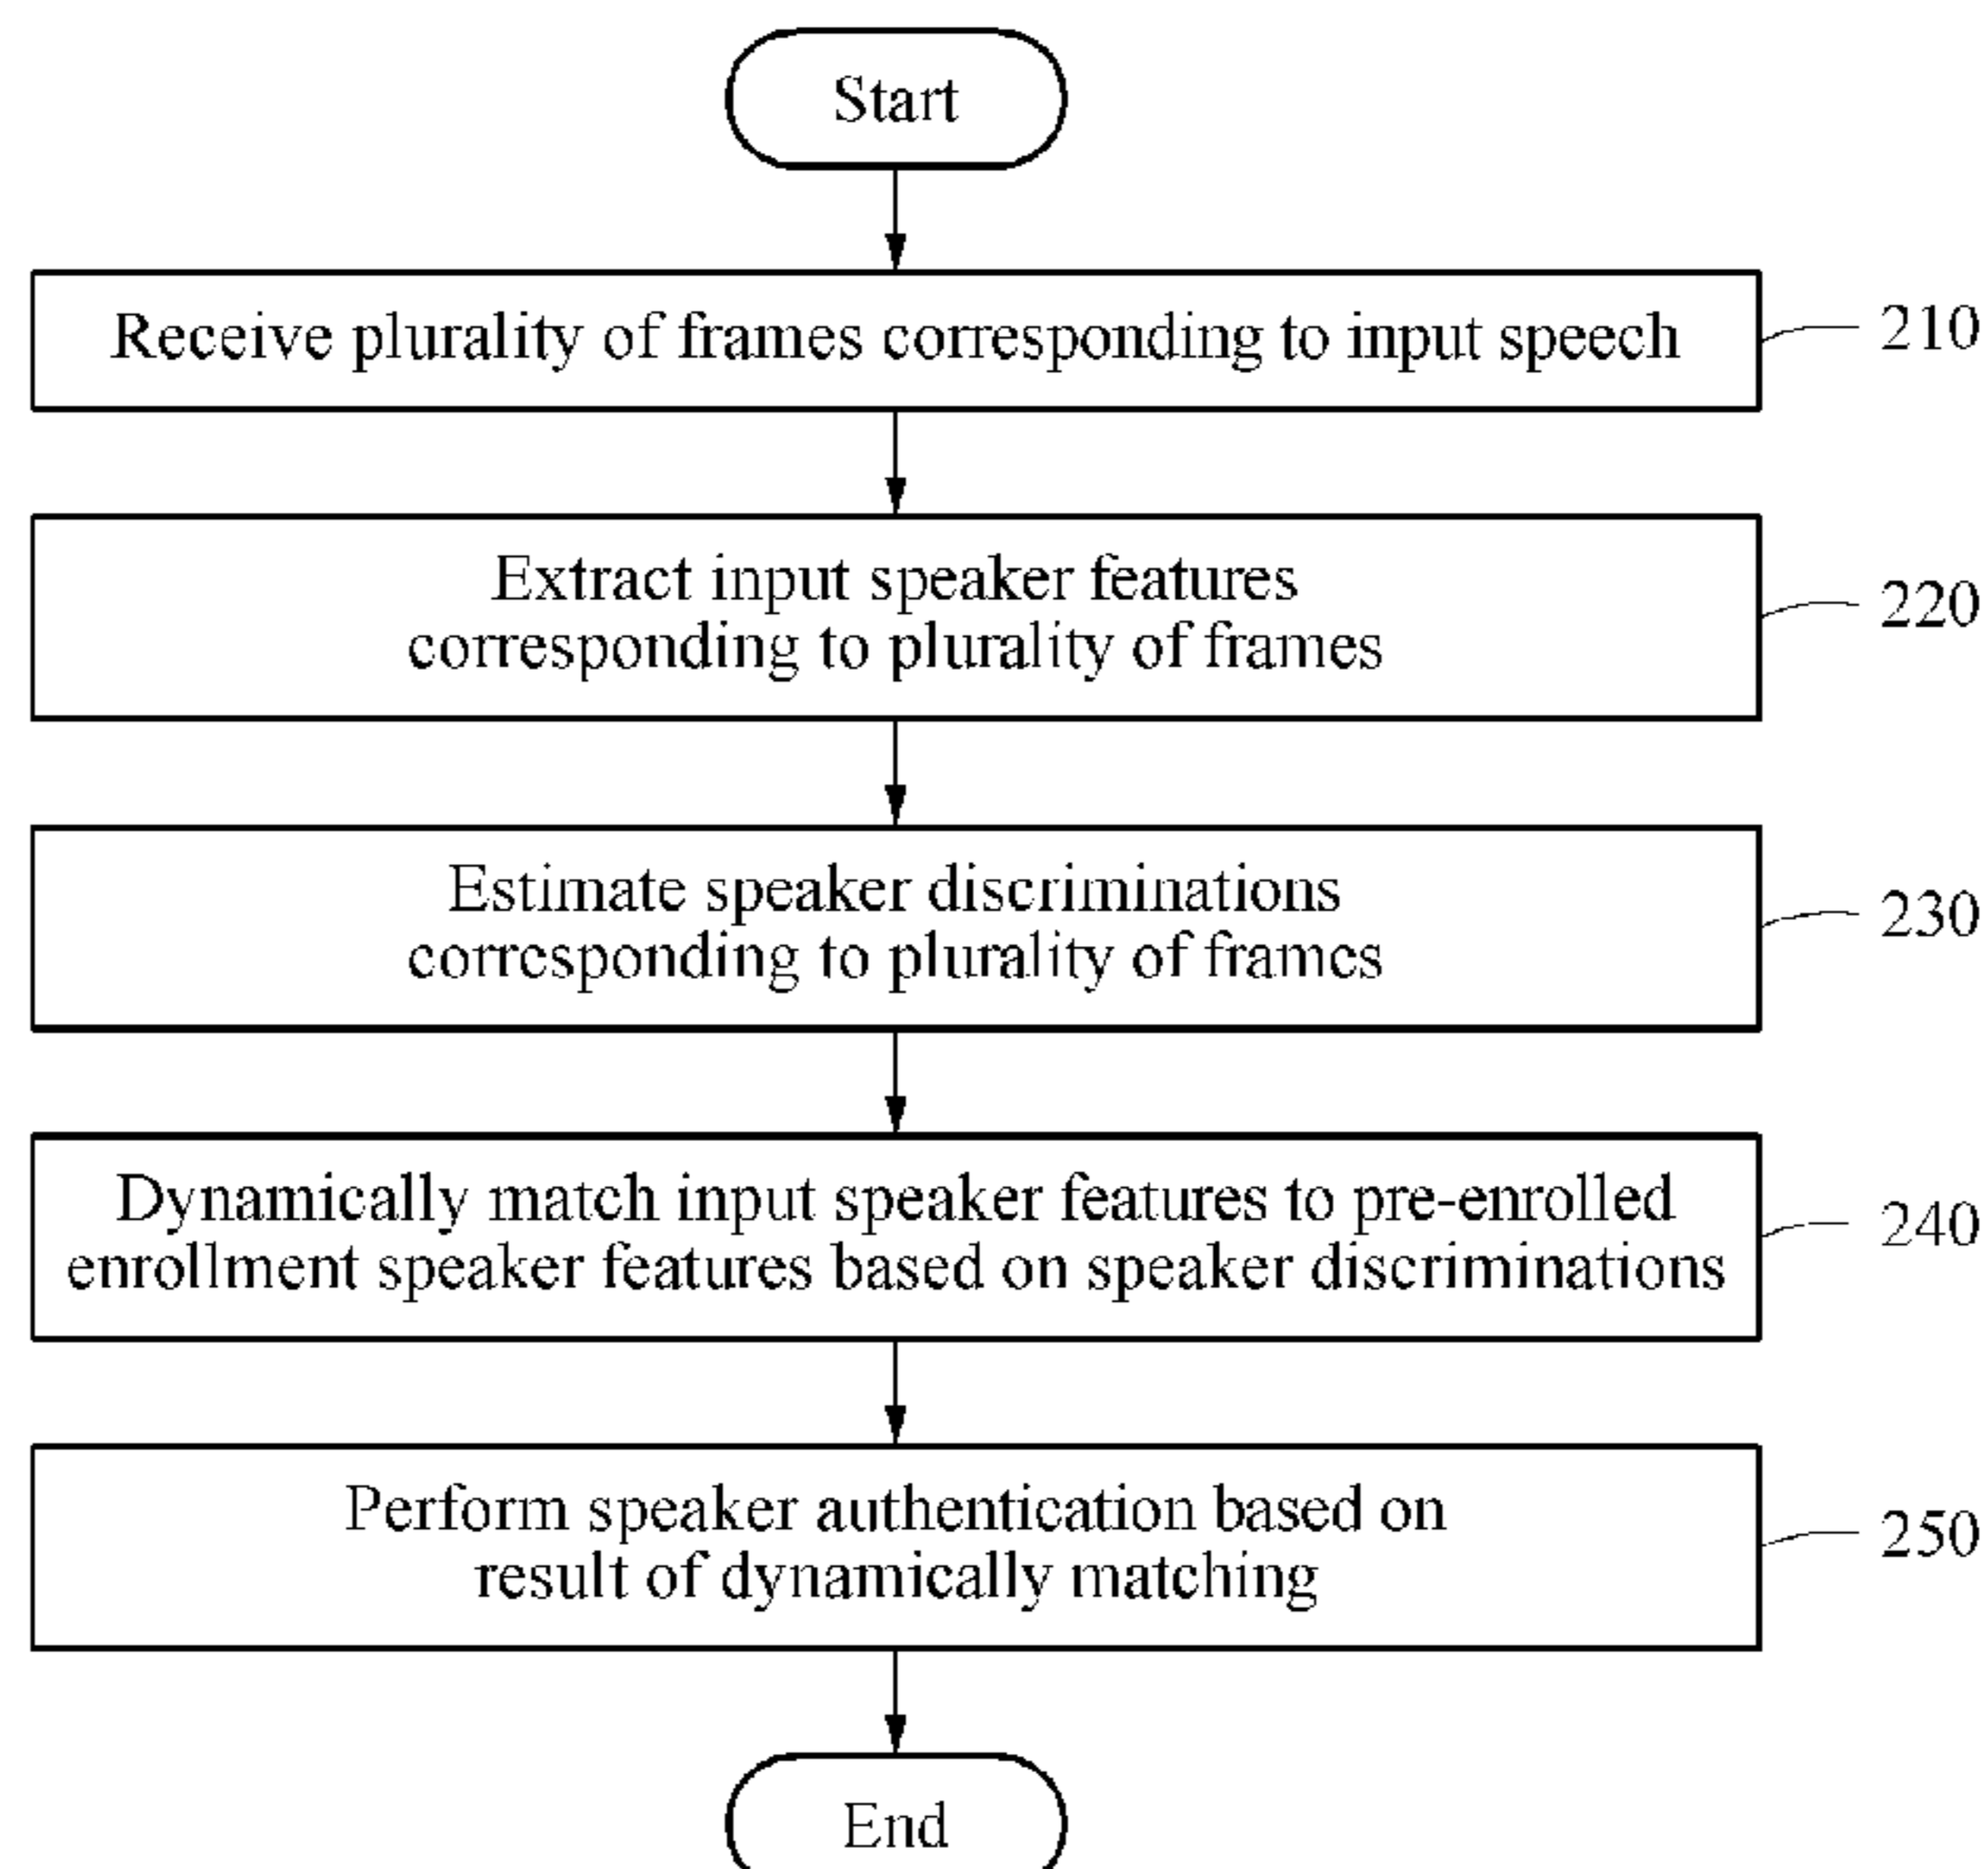 Start
Receive plurality of frames corresponding to input speech
210
Extract input speaker features
corresponding to plurality of frames
220
Estimate speaker discriminations
corresponding to plurality of frames
230
Dynamically match input speaker features to pre-enrolled
enrollment speaker features based on speaker discriminations
240
Perform speaker authentication based on
result of dynamically matching
250
End